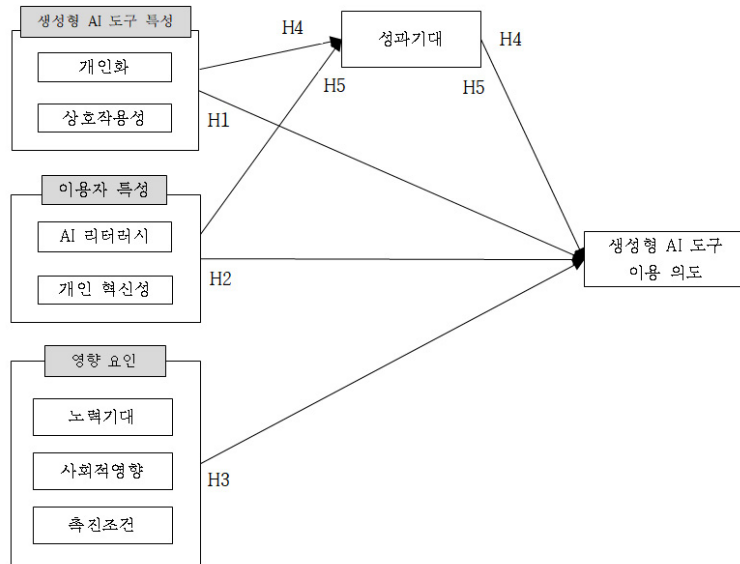 생성형 AI 도구 특성
개인화
상호작용성
H4
성과기대
H4
H5
H5
H1
이용자 특성
AI 리터러시
개인 혁신성
H2
생성형 AI 도구
이용 의도
영향 요인
노력기대
사회적영향
촉진조건
H3